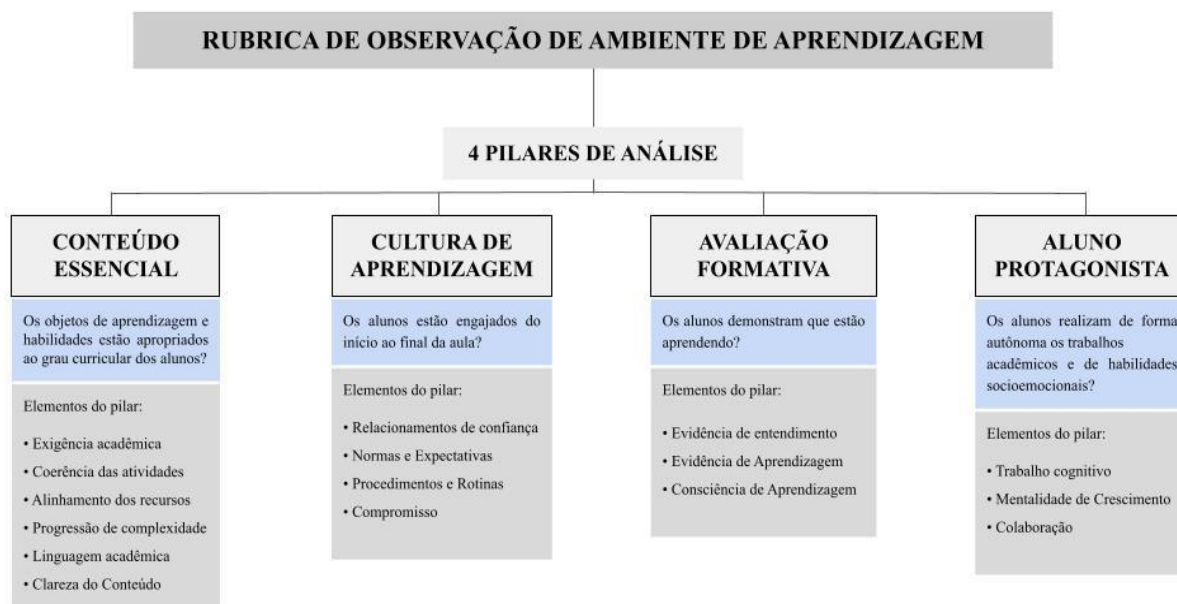 RUBRICA DE OBSERVAÇÃO DE AMBIENTE DE APRENDIZAGEM
4 PILARES DE ANÁLISE
CONTEÚDO
ESSENCIAL
Os objetos de aprendizagem e
habilidades estão apropriados
ao grau curricular dos alunos?
Elementos do pilar:
• Exigência acadêmica
• Coerência das atividades
• Alinhamento dos recursos
• Progressão de complexidade
• Linguagem acadêmica
• Clareza do Conteúdo
CULTURA DE
APRENDIZAGEM
Os alunos estão engajados do
início ao final da aula?
Elementos do pilar:
• Relacionamentos de confiança
• Normas e Expectativas
• Procedimentos e Rotinas
• Compromisso
AVALIAÇÃO
FORMATIVA
Os alunos demonstram que estão
aprendendo?
Elementos do pilar:
• Evidência de entendimento
• Evidência de Aprendizagem
• Consciência de Aprendizagem
ALUNO
PROTAGONISTA
Os alunos realizam de forma
autônoma os trabalhos
acadêmicos e de habilidades
socioemocionais?
Elementos do pilar:
• Trabalho cognitivo
• Mentalidade de Crescimento
• Colaboração